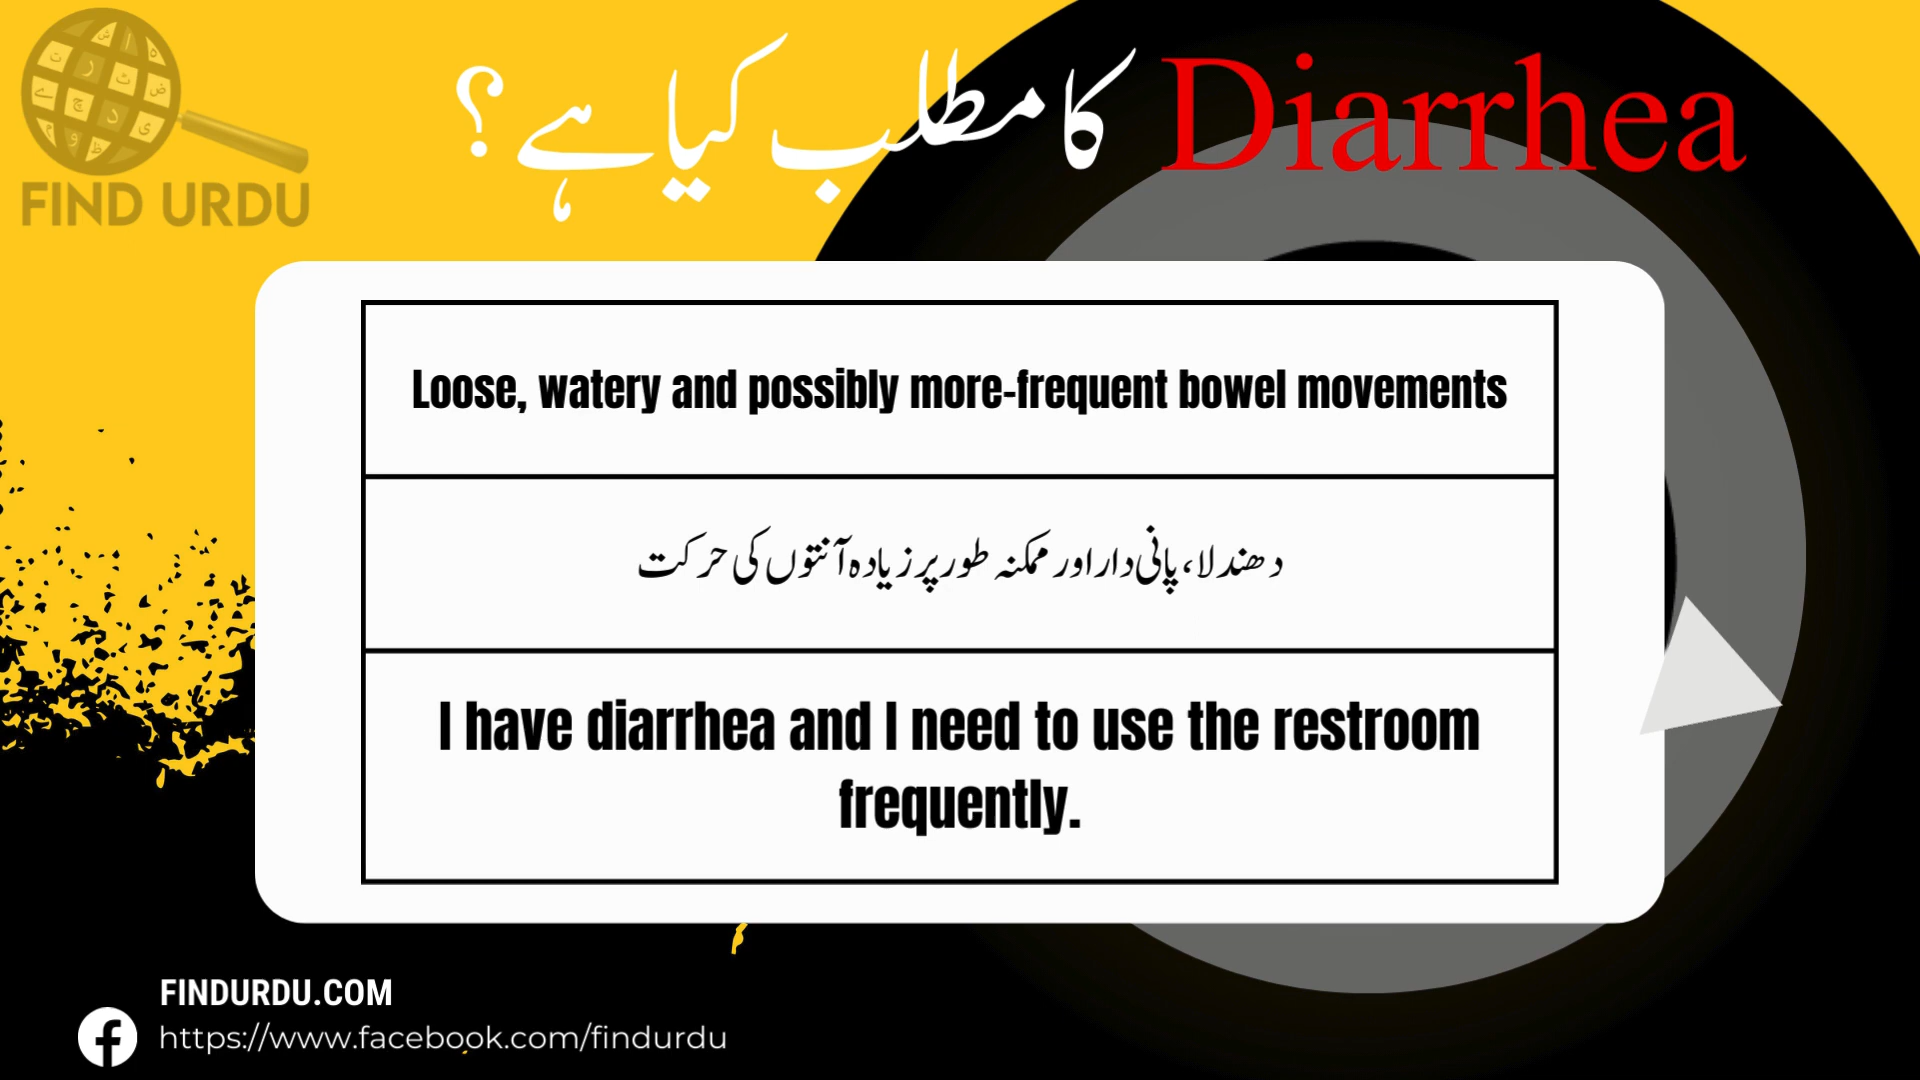 Diarrhea کا مطلب کیا ہے؟
FIND URDU
Loose, watery and possibly more-frequent bowel movements
دھندلا، پانی دار اور ممکنہ طور پر زیادہ آنتوں کی حرکت
I have diarrhea and I need to use the restroom
frequently.
FINDURDU.COM
https://www.facebook.com/findurdu